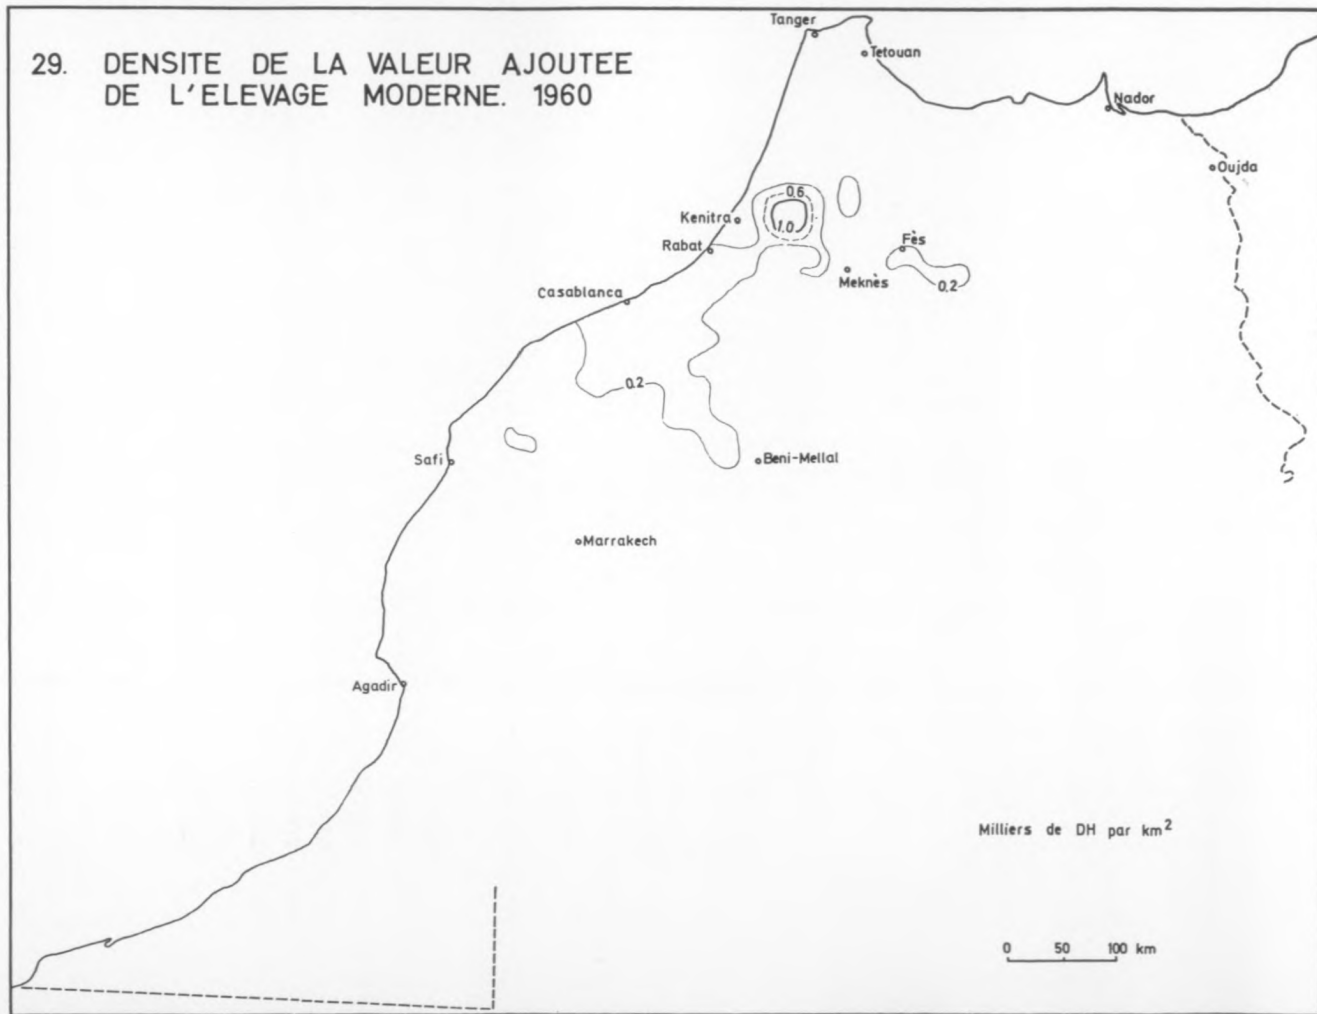 29. DENSITE DE LA VALEUR AJOUTEE
DE L'ELEVAGE MODERNE. 1960
Tanger
Tetouan
Nador
Oujda
0.6
Kenitra
1.0
Rabat
Fès
Meknès
0.2
Casablanca
0.2
Safi
Beni-Mellal
Marrakech
Agadir
Milliers de DH par km²
0 50 100 km